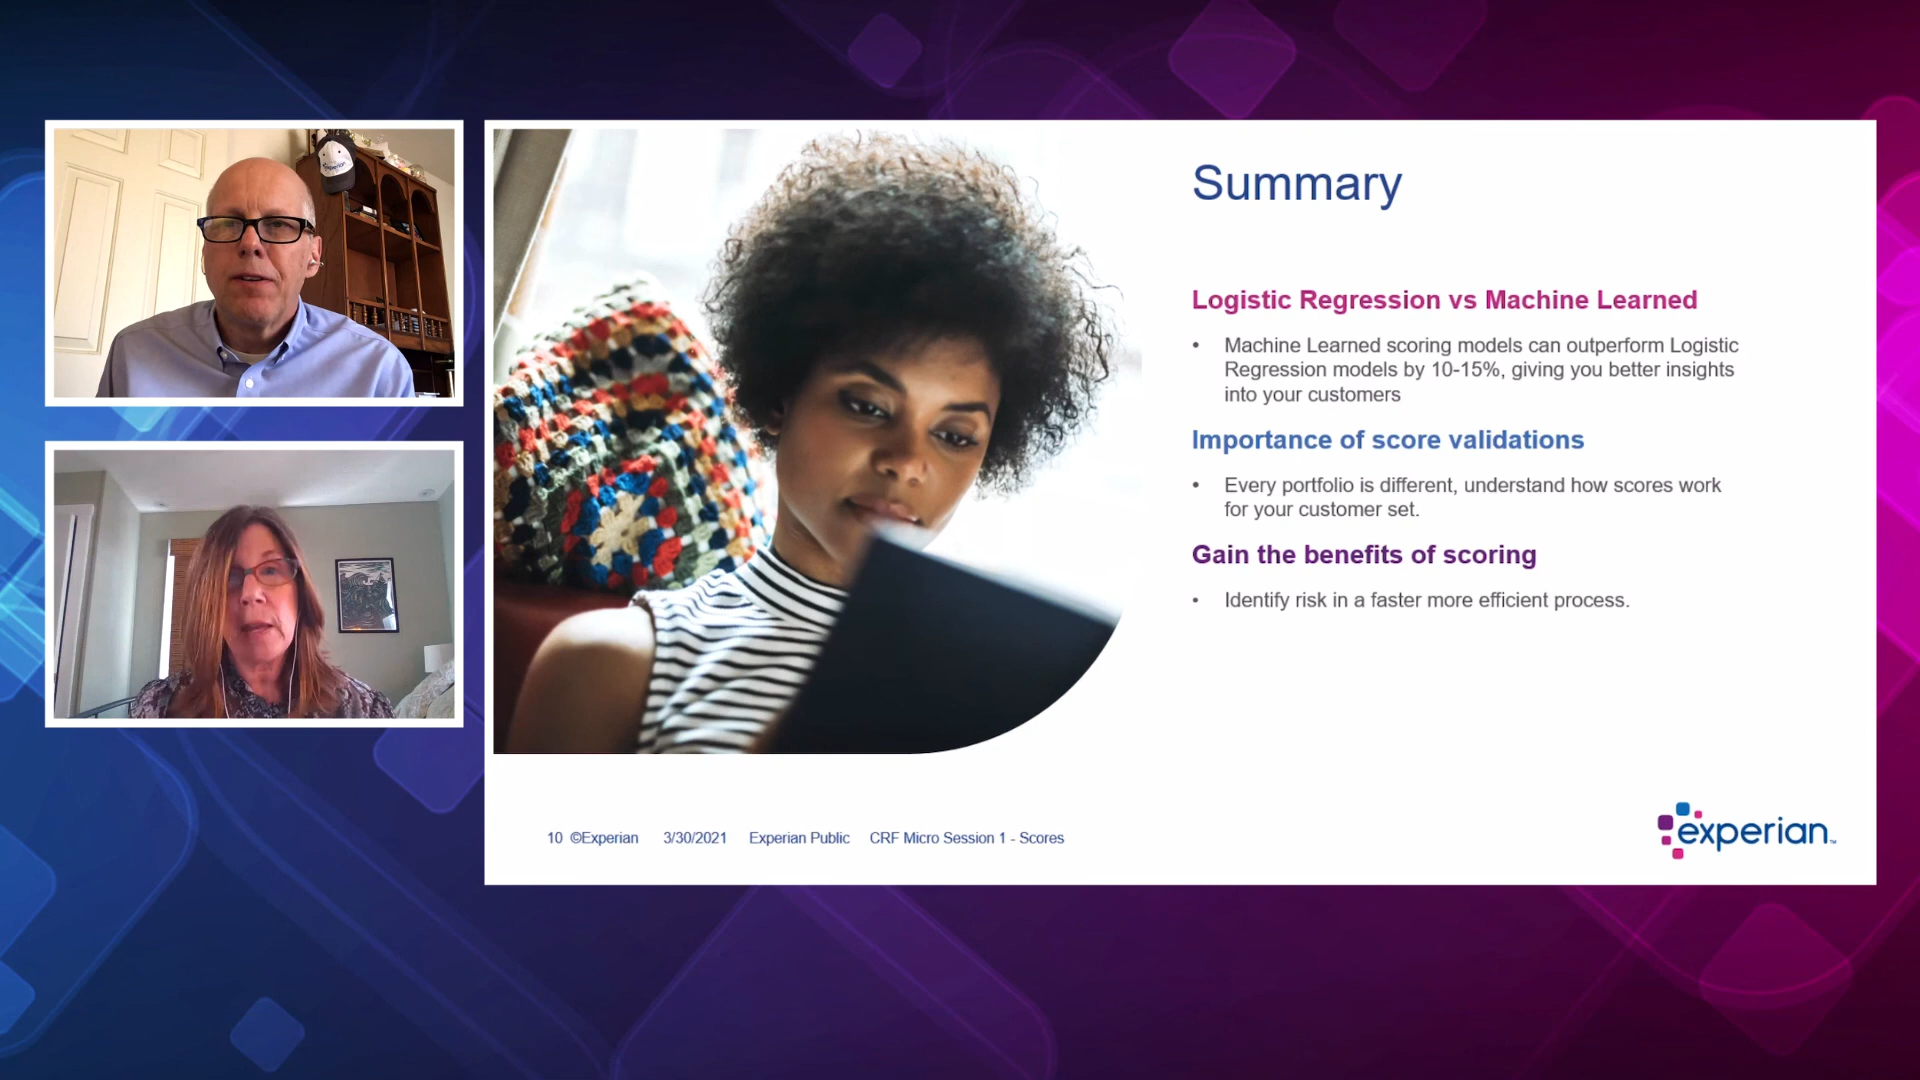 experian
Summary
Logistic Regression vs Machine Learned
• Machine Learned scoring models can outperform Logistic
Regression models by 10-15%, giving you better insights
into your customers
Importance of score validations
• Every portfolio is different, understand how scores work
for your customer set.
Gain the benefits of scoring
• Identify risk in a faster more efficient process.
10 ©Experian 3/30/2021 Experian Public CRF Micro Session 1 - Scores
experian™